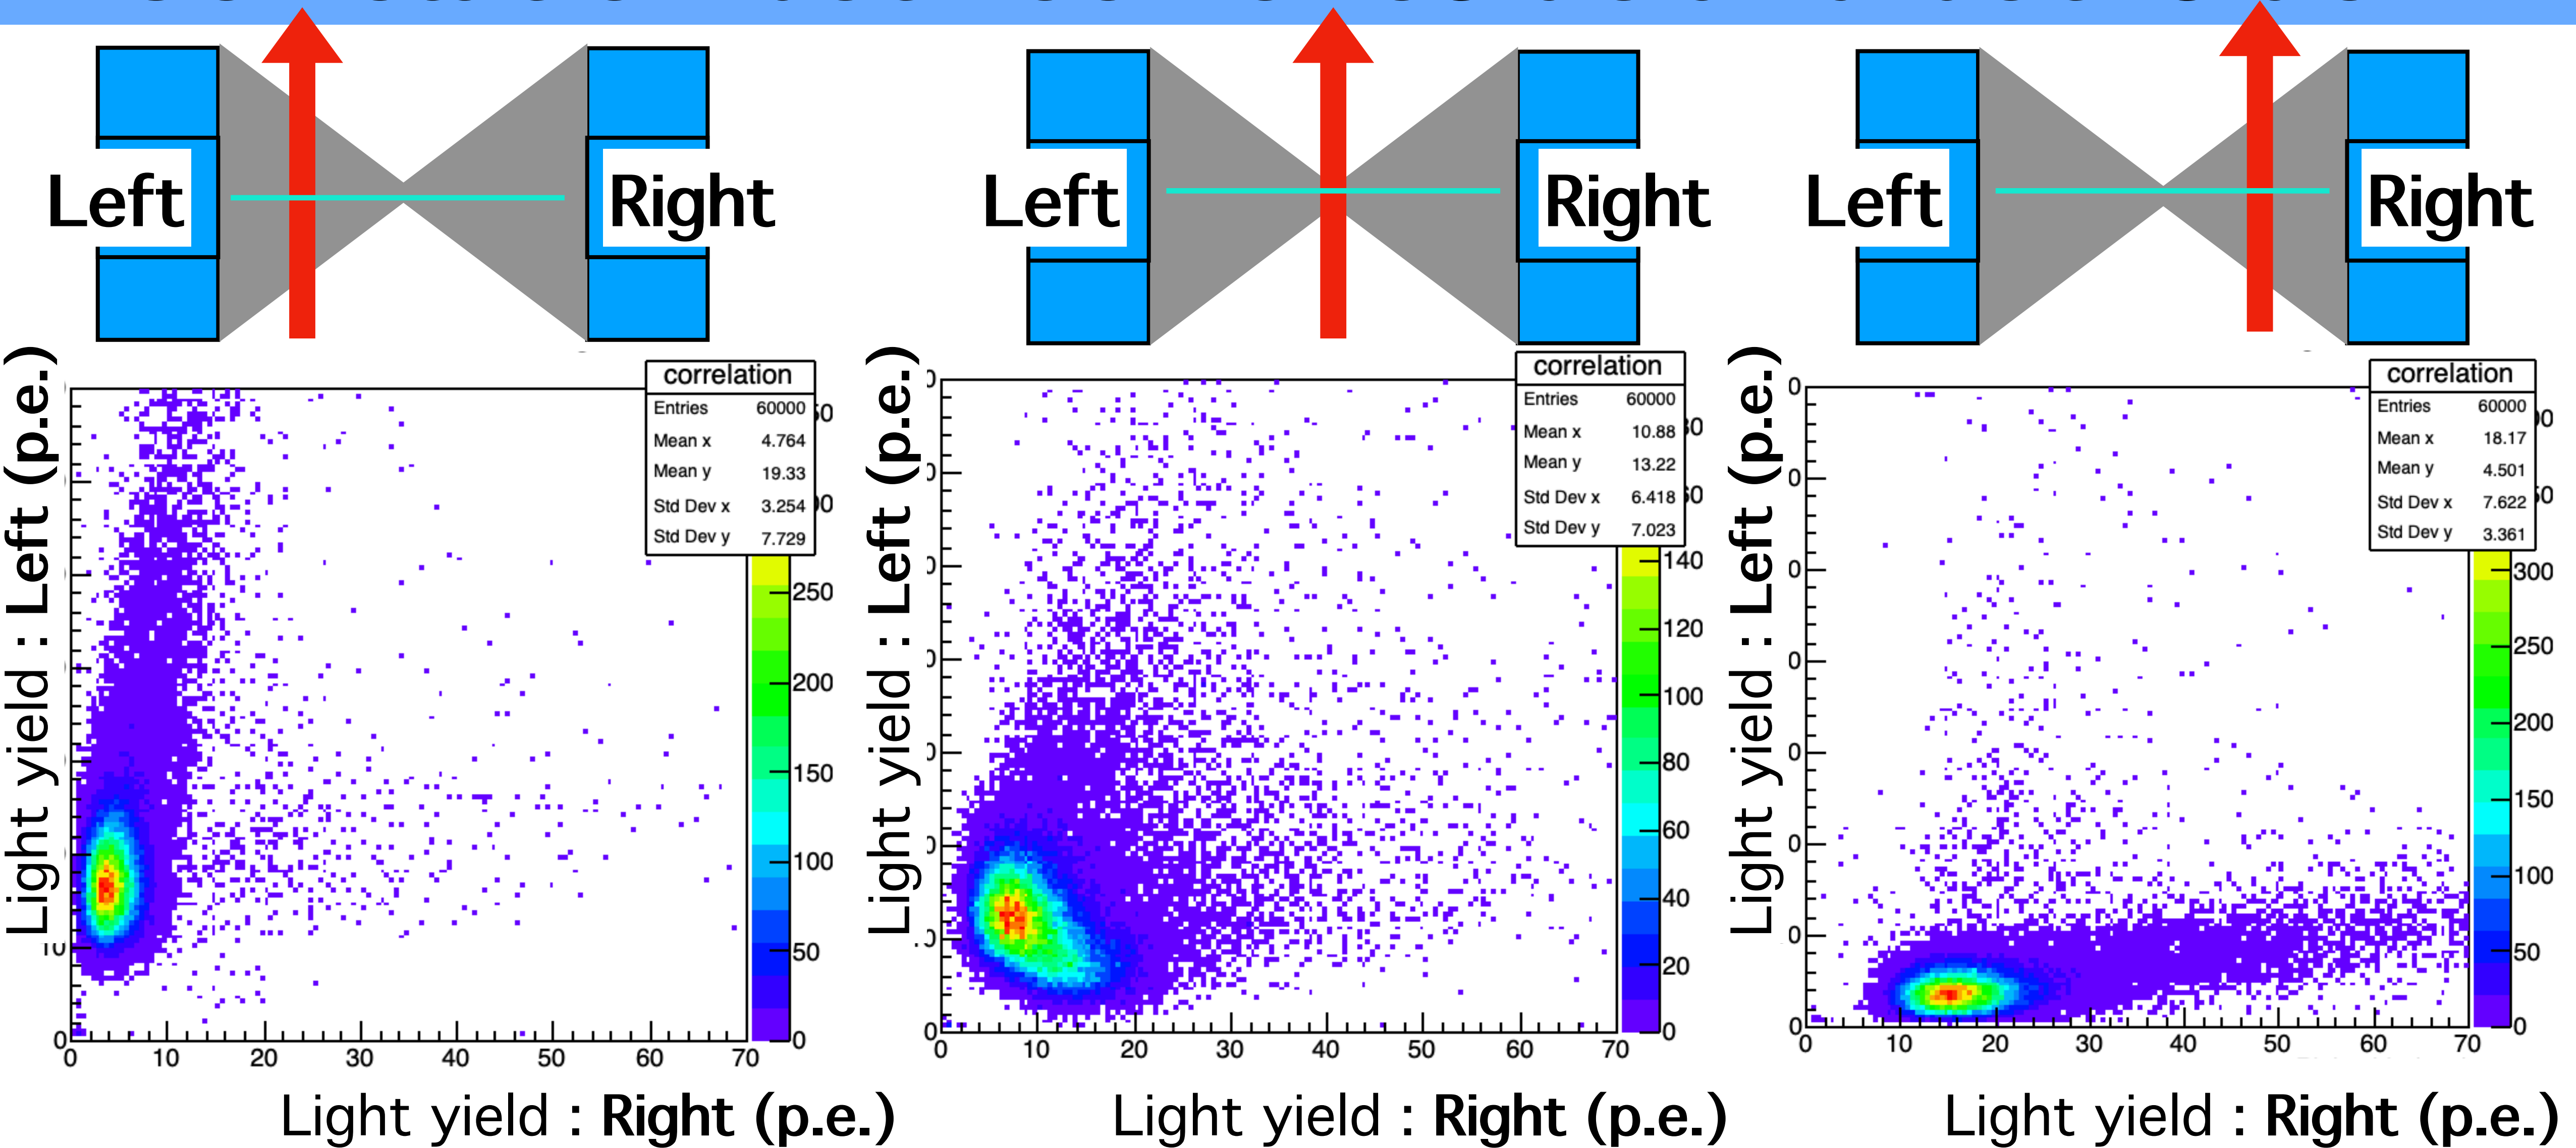 Left
Right
Left
Right
Left
Right
Light yield : Left (p.e.)
correlation
Entries 60000
Mean x 4.764
Mean y 19.33
Std Dev x 3.254
Std Dev y 7.729
250
200
150
100
50
0
0
0 10 20 30 40 50 60 70
Light yield : Right (p.e.)
Light yield : Left (p.e.)
correlation
Entries 60000
Mean x 10.88
Mean y 13.22
Std Dev x 6.418
Std Dev y 7.023
140
120
100
80
60
40
20
0
0
0 10 20 30 40 50 60 70
Light yield : Right (p.e.)
Light yield : Left (p.e.)
correlation
Entries 60000
Mean x 18.17
Mean y 4.501
Std Dev x 7.622
Std Dev y 3.361
300
250
200
150
100
50
0
0
0 10 20 30 40 50 60 70
Light yield : Right (p.e.)